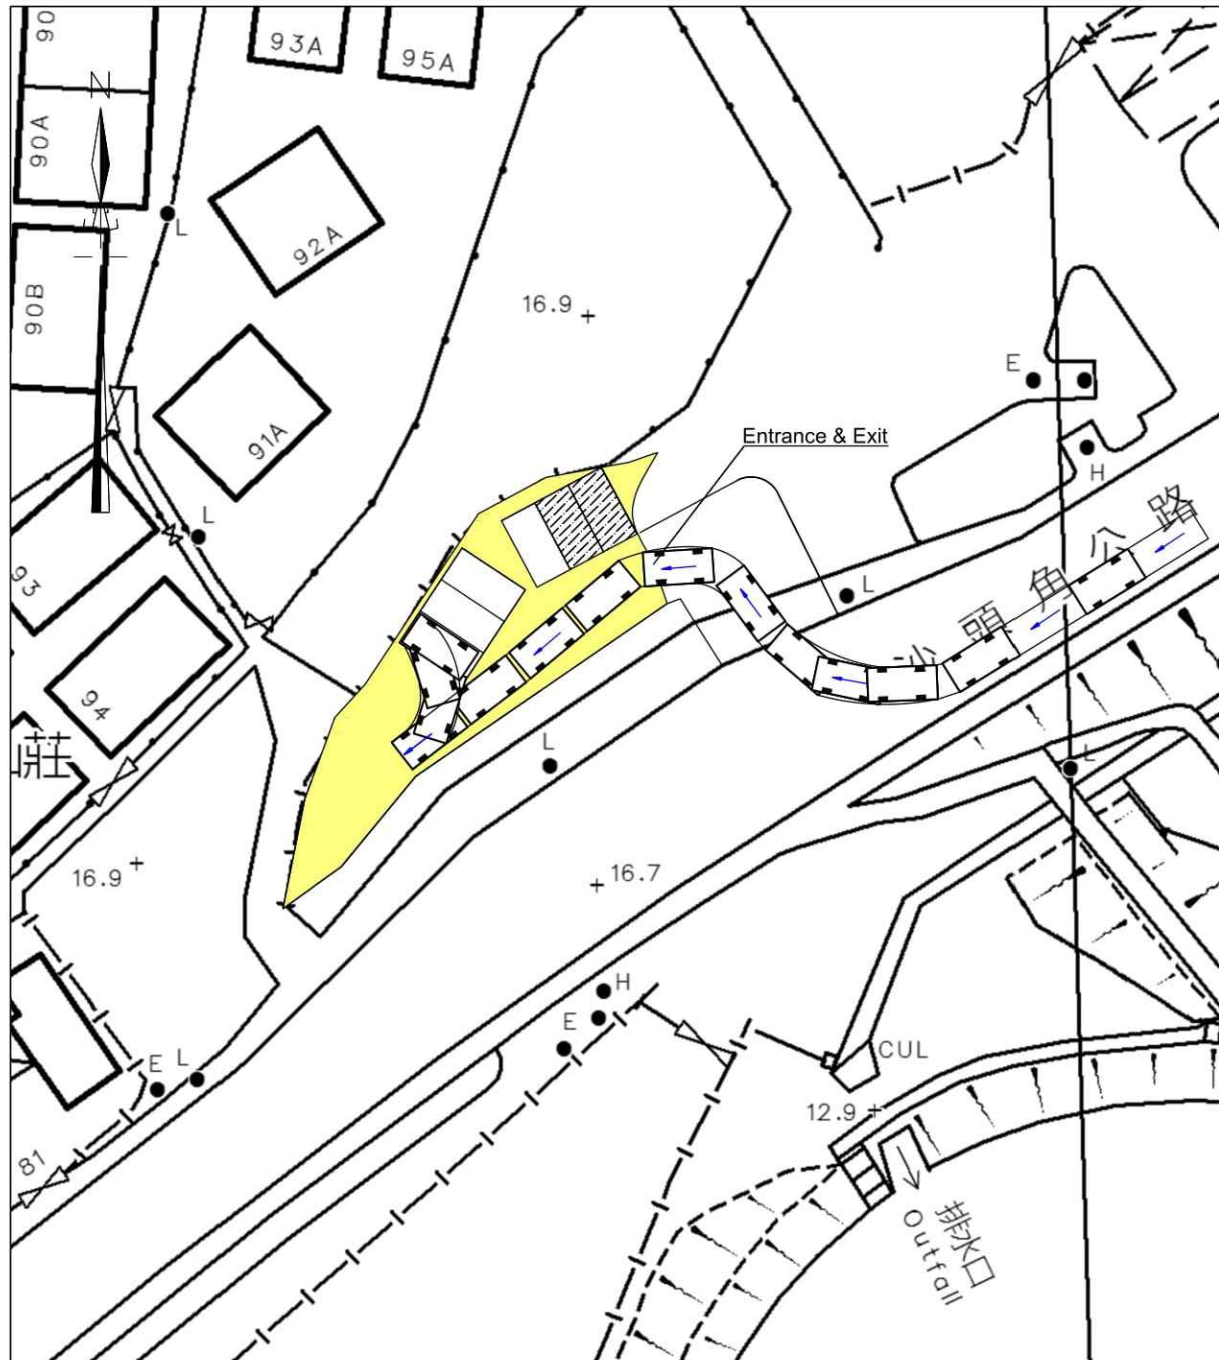 90
93A
95A
N
90A
L
92A
90B
16.9
E
Entrance & Exit
H
91A
L
93
沙頭角公路
L
94
L
L
莊
16.9
16.7
H
E
CUL
E L
12.9
81
排水口
Outfall